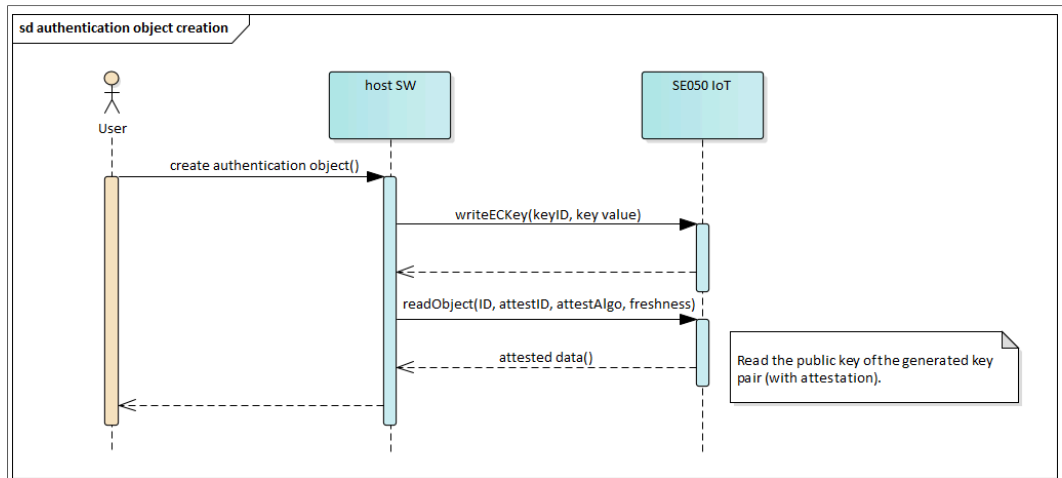 sd authentication object creation
host SW
SE050 IoT
User
create authentication object()
writeECKey(keyID, key value)
readObject(ID, attestID, attestAlgo, freshness)
attested data()
Read the public key of the generated key
pair (with attestation).